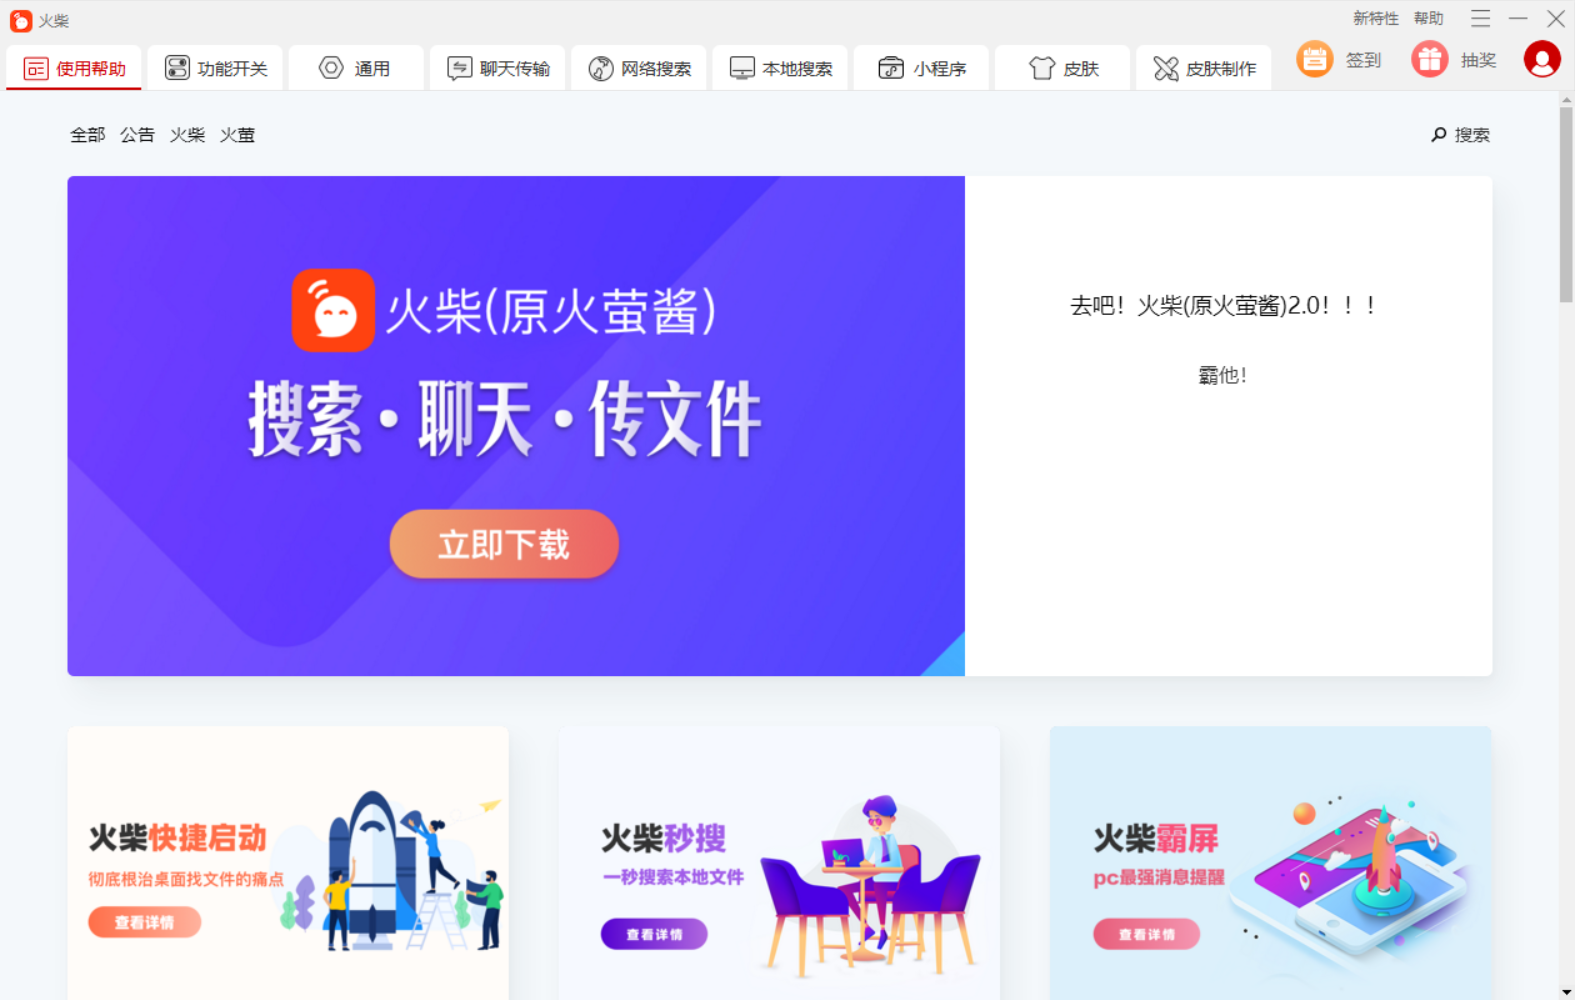 火柴
新特性 帮助
使用帮助 功能开关 通用 聊天传输 网络搜索 本地搜索 小程序 皮肤 皮肤制作 签到 抽奖
全部 公告 火柴 火萤
搜索
火柴(原火萤酱)
搜索·聊天·传文件
立即下载
去吧！火柴(原火萤酱)2.0！！！
霸他！
火柴快捷启动
彻底根治桌面找文件的痛点
查看详情
火柴秒搜
一秒搜索本地文件
查看详情
火柴霸屏
pc最强消息提醒
查看详情